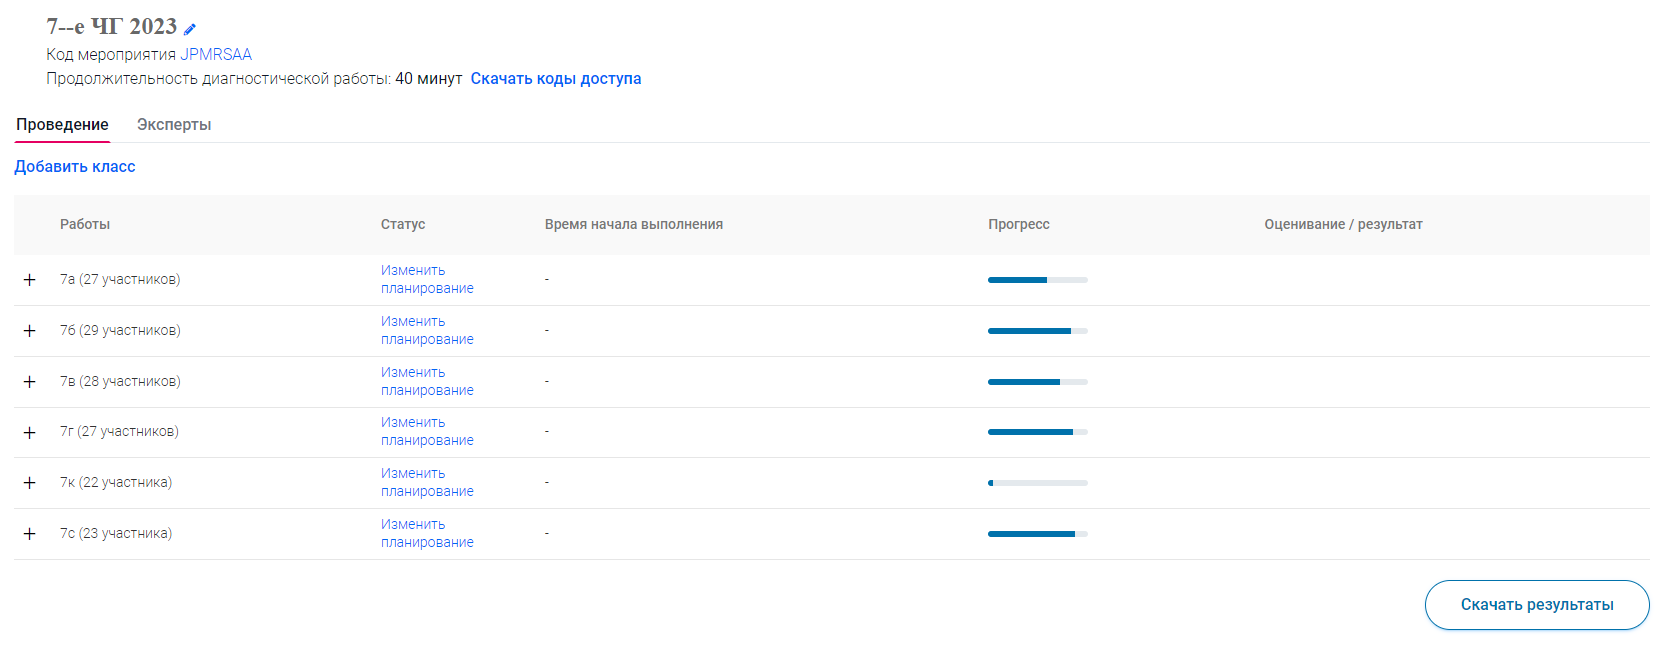 7--е ЧГ 2023
Код мероприятия JPMRSAA
Продолжительность диагностической работы: 40 минут Скачать коды доступа
Проведение Эксперты
Добавить класс
Работы Статус Время начала выполнения Прогресс Оценивание / результат
+ 7а (27 участников) Изменить планирование -
+ 7б (29 участников) Изменить планирование -
+ 7в (28 участников) Изменить планирование -
+ 7г (27 участников) Изменить планирование -
+ 7к (22 участника) Изменить планирование -
+ 7с (23 участника) Изменить планирование -
Скачать результаты